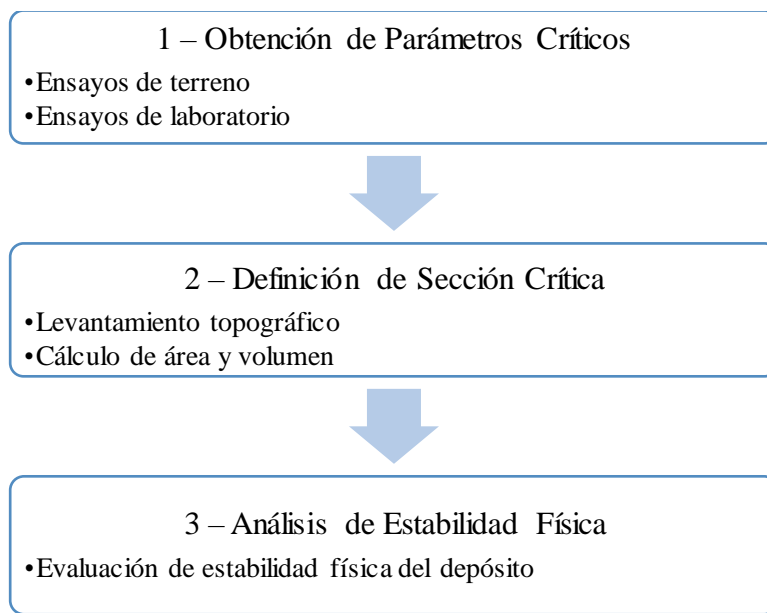 1 – Obtención de Parámetros Críticos
•Ensayos de terreno
•Ensayos de laboratorio
2 – Definición de Sección Crítica
•Levantamiento topográfico
•Cálculo de área y volumen
3 – Análisis de Estabilidad Física
•Evaluación de estabilidad física del depósito